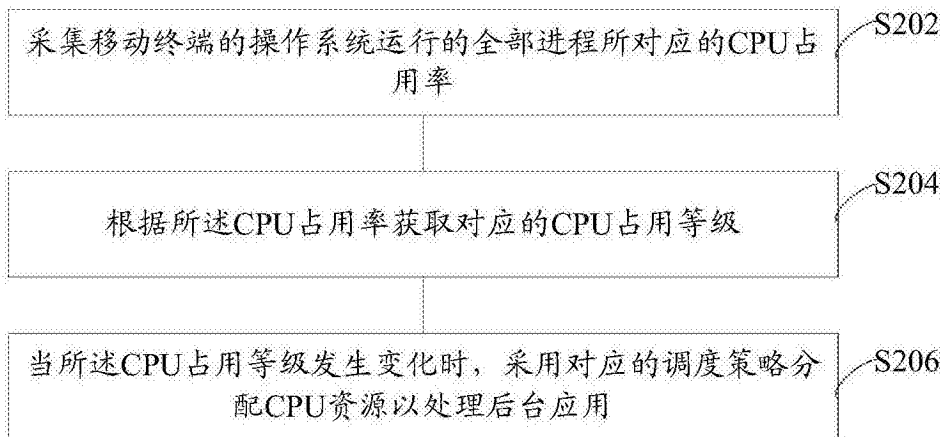 采集移动终端的操作系统运行的全部进程所对应的CPU占
用率
S202
根据所述CPU占用率获取对应的CPU占用等级
S204
当所述CPU占用等级发生变化时，采用对应的调度策略分
配CPU资源以处理后台应用
S206